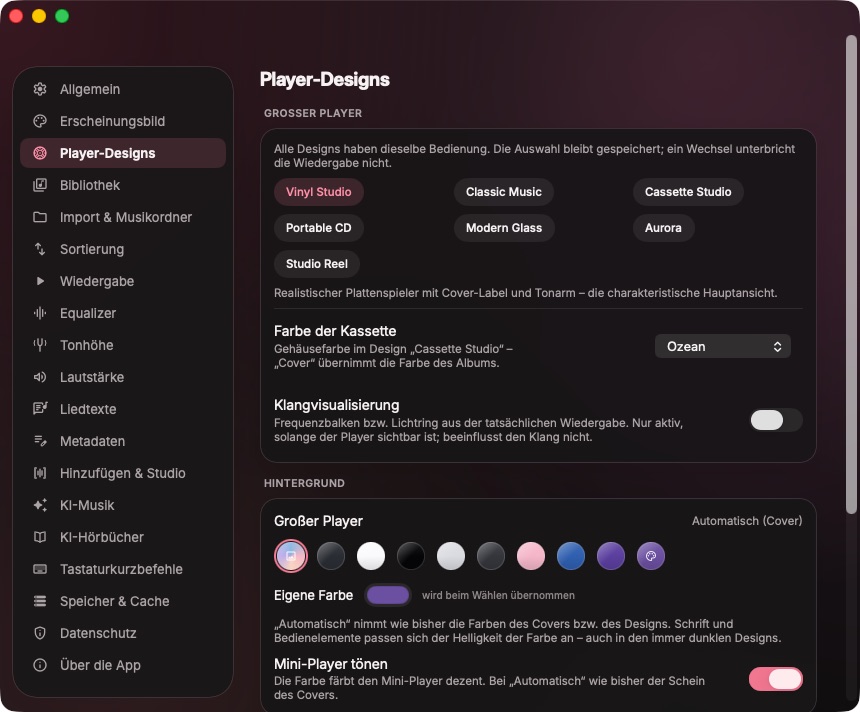 Player-Designs
Allgemein
Erscheinungsbild
Player-Designs
Bibliothek
Import & Musikordner
Sortierung
Wiedergabe
Equalizer
Tonhöhe
Lautstärke
Liedtexte
Metadaten
Hinzufügen & Studio
KI-Musik
KI-Hörbücher
Tastaturkurzbefehle
Speicher & Cache
Datenschutz
Über die App
GROSSER PLAYER
Alle Designs haben dieselbe Bedienung. Die Auswahl bleibt gespeichert; ein Wechsel unterbricht
die Wiedergabe nicht.
Vinyl Studio
Classic Music
Cassette Studio
Portable CD
Modern Glass
Aurora
Studio Reel
Realistischer Plattenspieler mit Cover-Label und Tonarm – die charakteristische Hauptansicht.
Farbe der Kassette
Gehäusefarbe im Design „Cassette Studio“ –
„Cover“ übernimmt die Farbe des Albums.
Ozean
Klangvisualisierung
Frequenzbalken bzw. Lichtring aus der tatsächlichen Wiedergabe. Nur aktiv,
solange der Player sichtbar ist; beeinflusst den Klang nicht.
HINTERGRUND
Großer Player
Automatisch (Cover)
Eigene Farbe
wird beim Wählen übernommen
„Automatisch“ nimmt wie bisher die Farben des Covers bzw. des Designs. Schrift und
Bedienelemente passen sich der Helligkeit der Farbe an – auch in den immer dunklen Designs.
Mini-Player tönen
Die Farbe färbt den Mini-Player dezent. Bei „Automatisch“ wie bisher der Schein
des Covers.